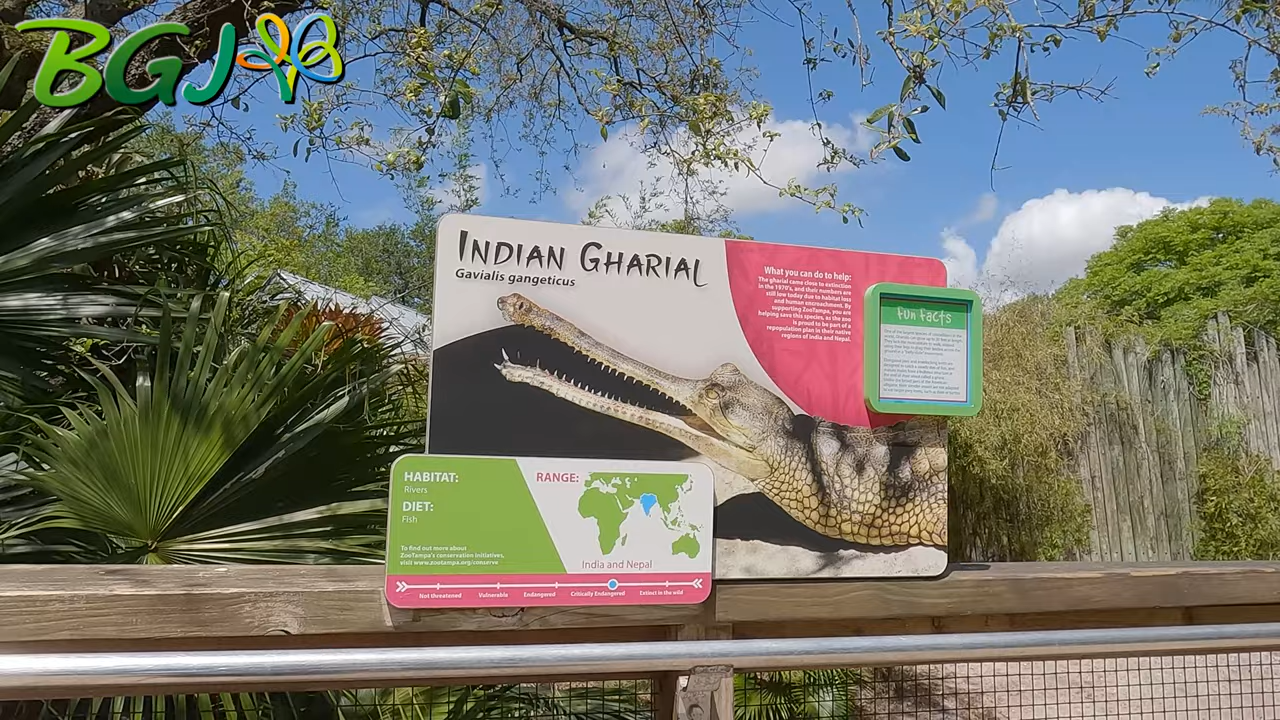 BGJ
INDIAN GHARIAL
Gavialis gangeticus
What you can do to help:
The gharial came close to extinction
in the 1970's, and their numbers are
still low today due to habitat loss
and human encroachment. By
supporting ZooTampa, you are
helping save this species, as the zoo
is proud to be part of a
repopulation plan in their native
regions of India and Nepal.
Fun Facts
HABITAT:
Rivers
DIET:
Fish
To find out more about
ZooTampa's conservation initiatives,
visit www.zootampa.org/conserve
RANGE:
India and Nepal
Not threatened Vulnerable Endangered Critically Endangered Extinct in the wild